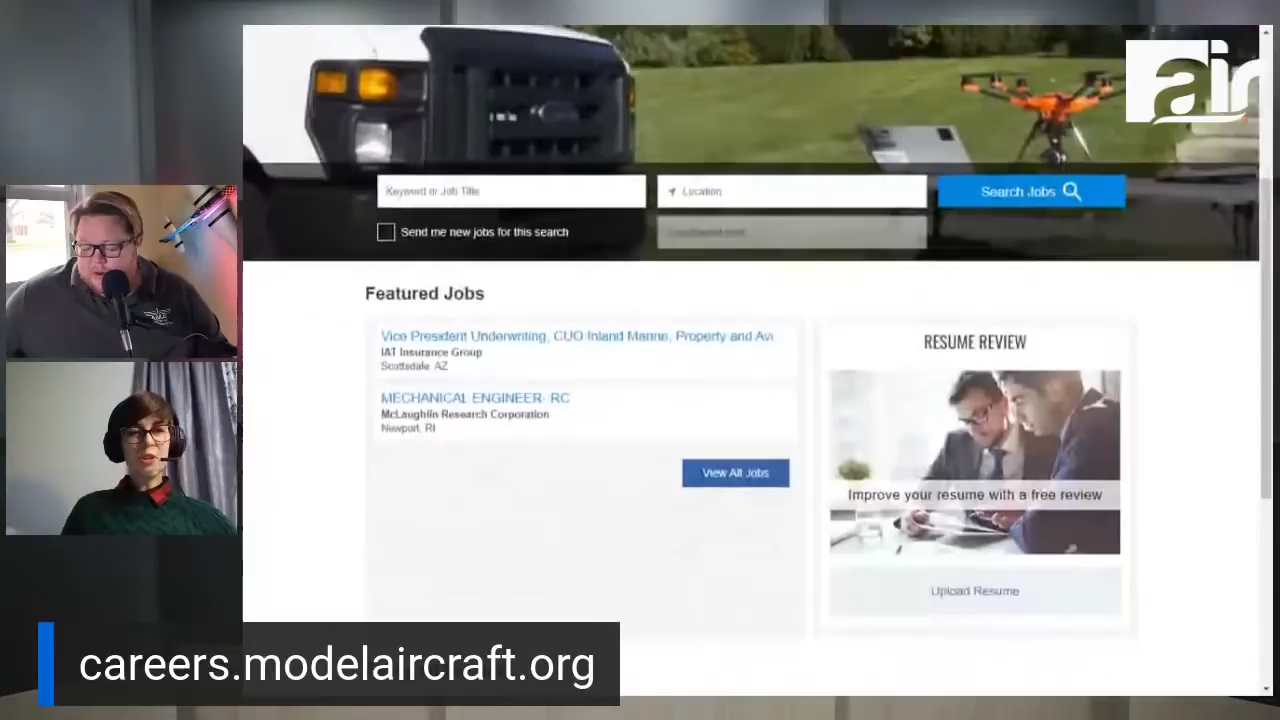 air
Keyword or Job Title
Location
Search Jobs
Send me new jobs for this search
Featured Jobs
Vice President Underwriting, CUO Inland Marine, Property and Avi
IAT Insurance Group
Scottsdale, AZ
MECHANICAL ENGINEER- RC
McLaughlin Research Corporation
Newport, RI
View All Jobs
RESUME REVIEW
Improve your resume with a free review
Upload Resume
careers.modelaircraft.org